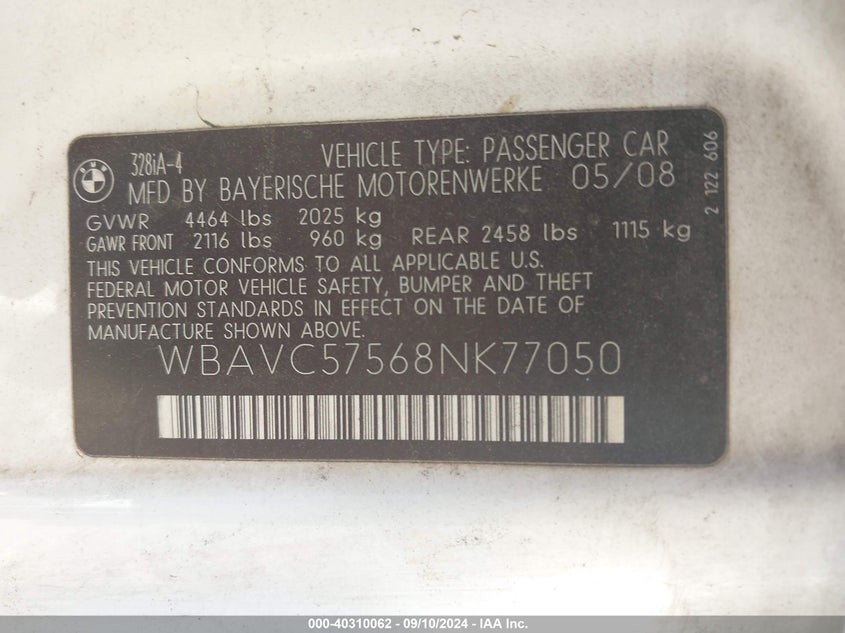 BMW
328iA-4 VEHICLE TYPE: PASSENGER CAR
MFD BY BAYERISCHE MOTORENWERKE 05/08
GVWR 4464 lbs 2025 kg
GAWR FRONT 2116 lbs 960 kg REAR 2458 lbs 1115 kg
THIS VEHICLE CONFORMS TO ALL APPLICABLE U.S.
FEDERAL MOTOR VEHICLE SAFETY, BUMPER AND THEFT
PREVENTION STANDARDS IN EFFECT ON THE DATE OF
MANUFACTURE SHOWN ABOVE.
WBAVC57568NK77050
2 122 606
000-40310062 - 09/10/2024 - IAA Inc.